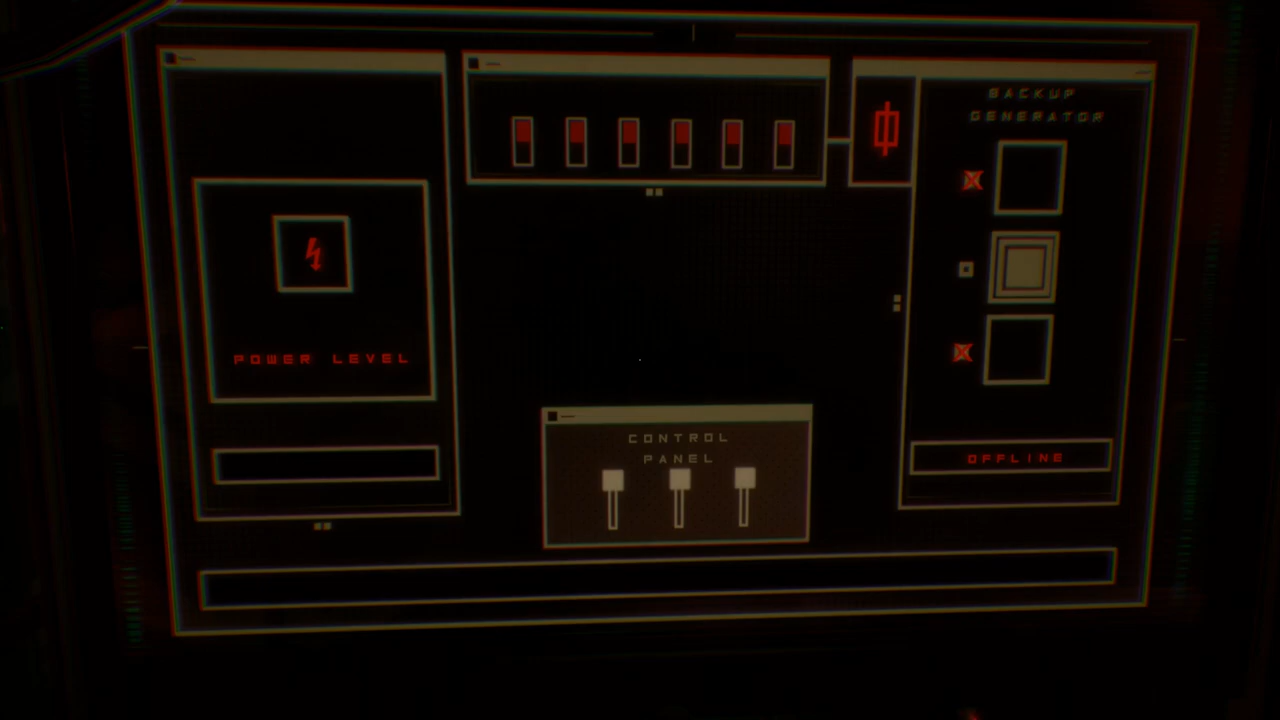 BACKUP
GENERATOR
POWER LEVEL
CONTROL
PANEL
OFFLINE